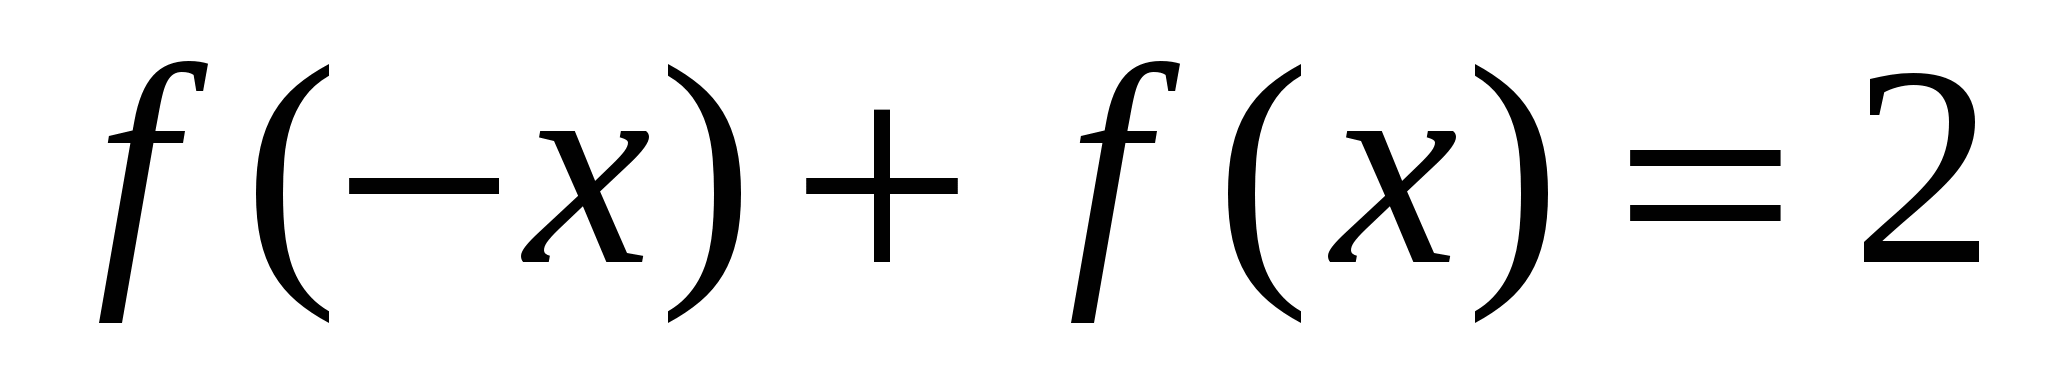 f(−x) + f(x) = 2